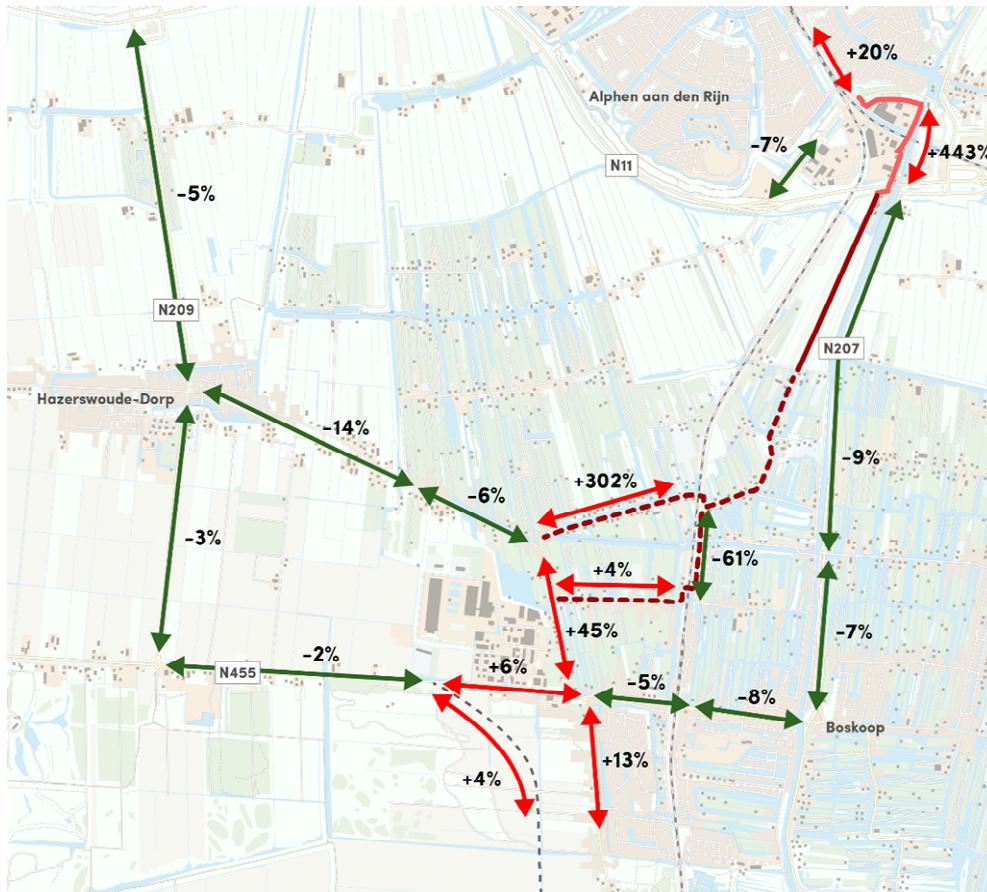 +20%
Alphen aan den Rijn
-7%
+443%
N11
-5%
N209
N207
Hazerswoude-Dorp
-14%
-9%
+302%
-6%
-3%
-61%
+4%
+45%
-7%
-2%
N455
+6%
-5%
-8%
Boskoop
+4%
+13%